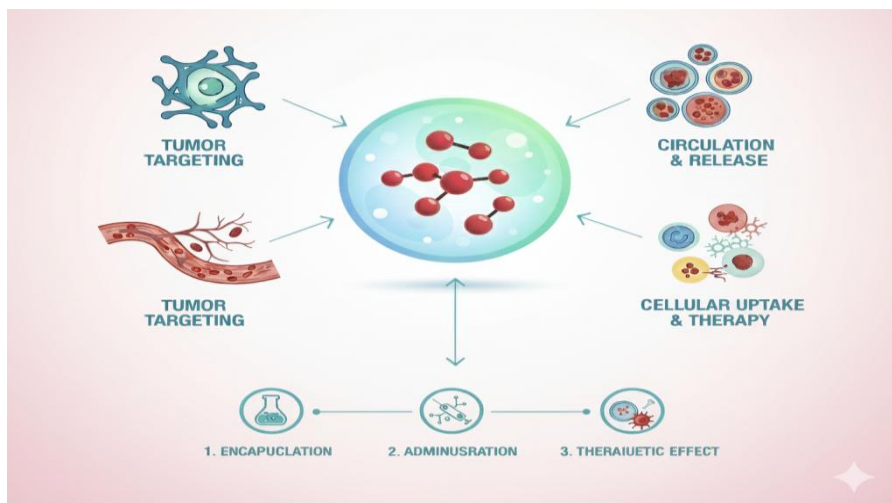 TUMOR
TARGETING
CIRCULATION
& RELEASE
TUMOR
TARGETING
CELLULAR UPTAKE
& THERAPY
1. ENCAPUCLATION
2. ADMINUSRATION
3. THERAIUETIC EFFECT